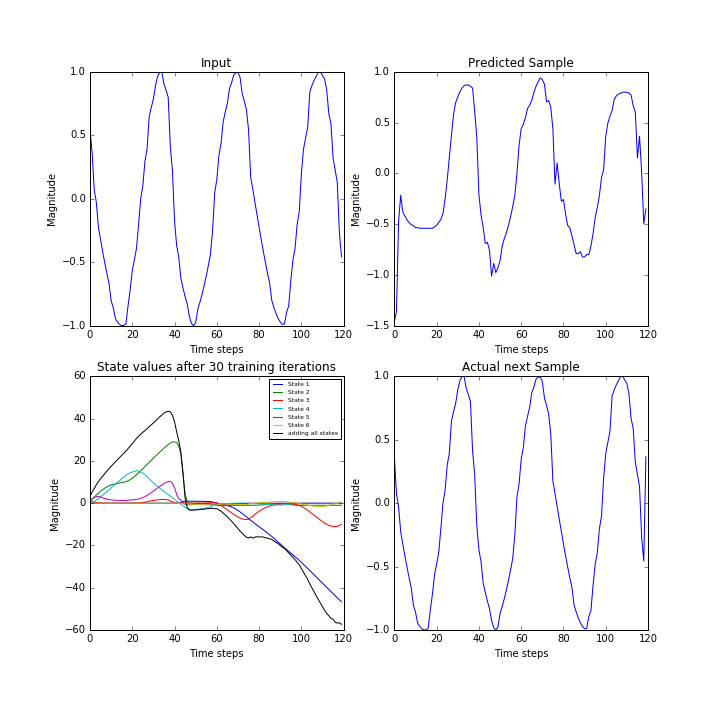 Input
Magnitude
1.0
0.5
0.0
−0.5
−1.0
0 20 40 60 80 100 120
Time steps
Predicted Sample
Magnitude
1.0
0.5
0.0
−0.5
−1.0
−1.5
0 20 40 60 80 100 120
Time steps
State values after 30 training iterations
Magnitude
60
40
20
0
−20
−40
−60
State 1
State 2
State 3
State 4
State 5
State 6
adding all states
0 20 40 60 80 100 120
Time steps
Actual next Sample
Magnitude
1.0
0.5
0.0
−0.5
−1.0
0 20 40 60 80 100 120
Time steps